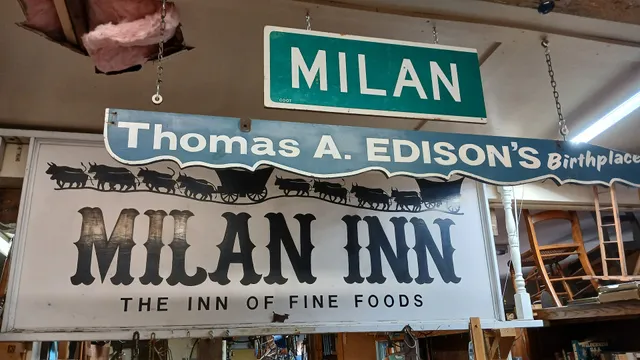 MILAN
Thomas A. EDISON'S Birthplace
MILAN INN
THE INN OF FINE FOODS